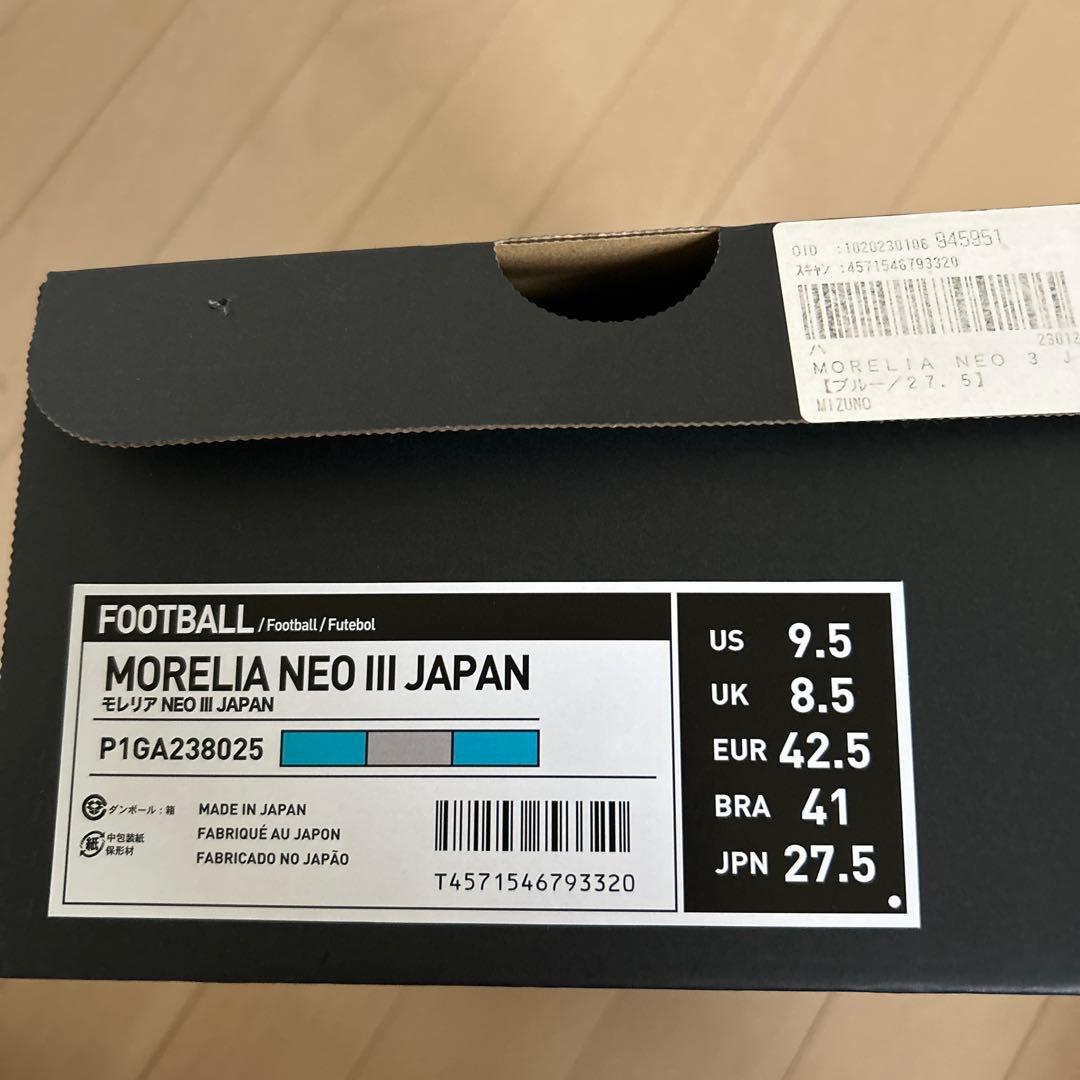 OID :1020230106 945951
スキャン :4571546793320
ハ
23012
MORELIA NEO 3 J
【ブルー/27.5】
MIZUNO
FOOTBALL / Football / Futebol
MORELIA NEO III JAPAN
モレリア NEO III JAPAN
P1GA238025
ダンボール:箱
紙
中包装紙
保形材
MADE IN JAPAN
FABRIQUÉ AU JAPON
FABRICADO NO JAPÃO
T4571546793320
US 9.5
UK 8.5
EUR 42.5
BRA 41
JPN 27.5